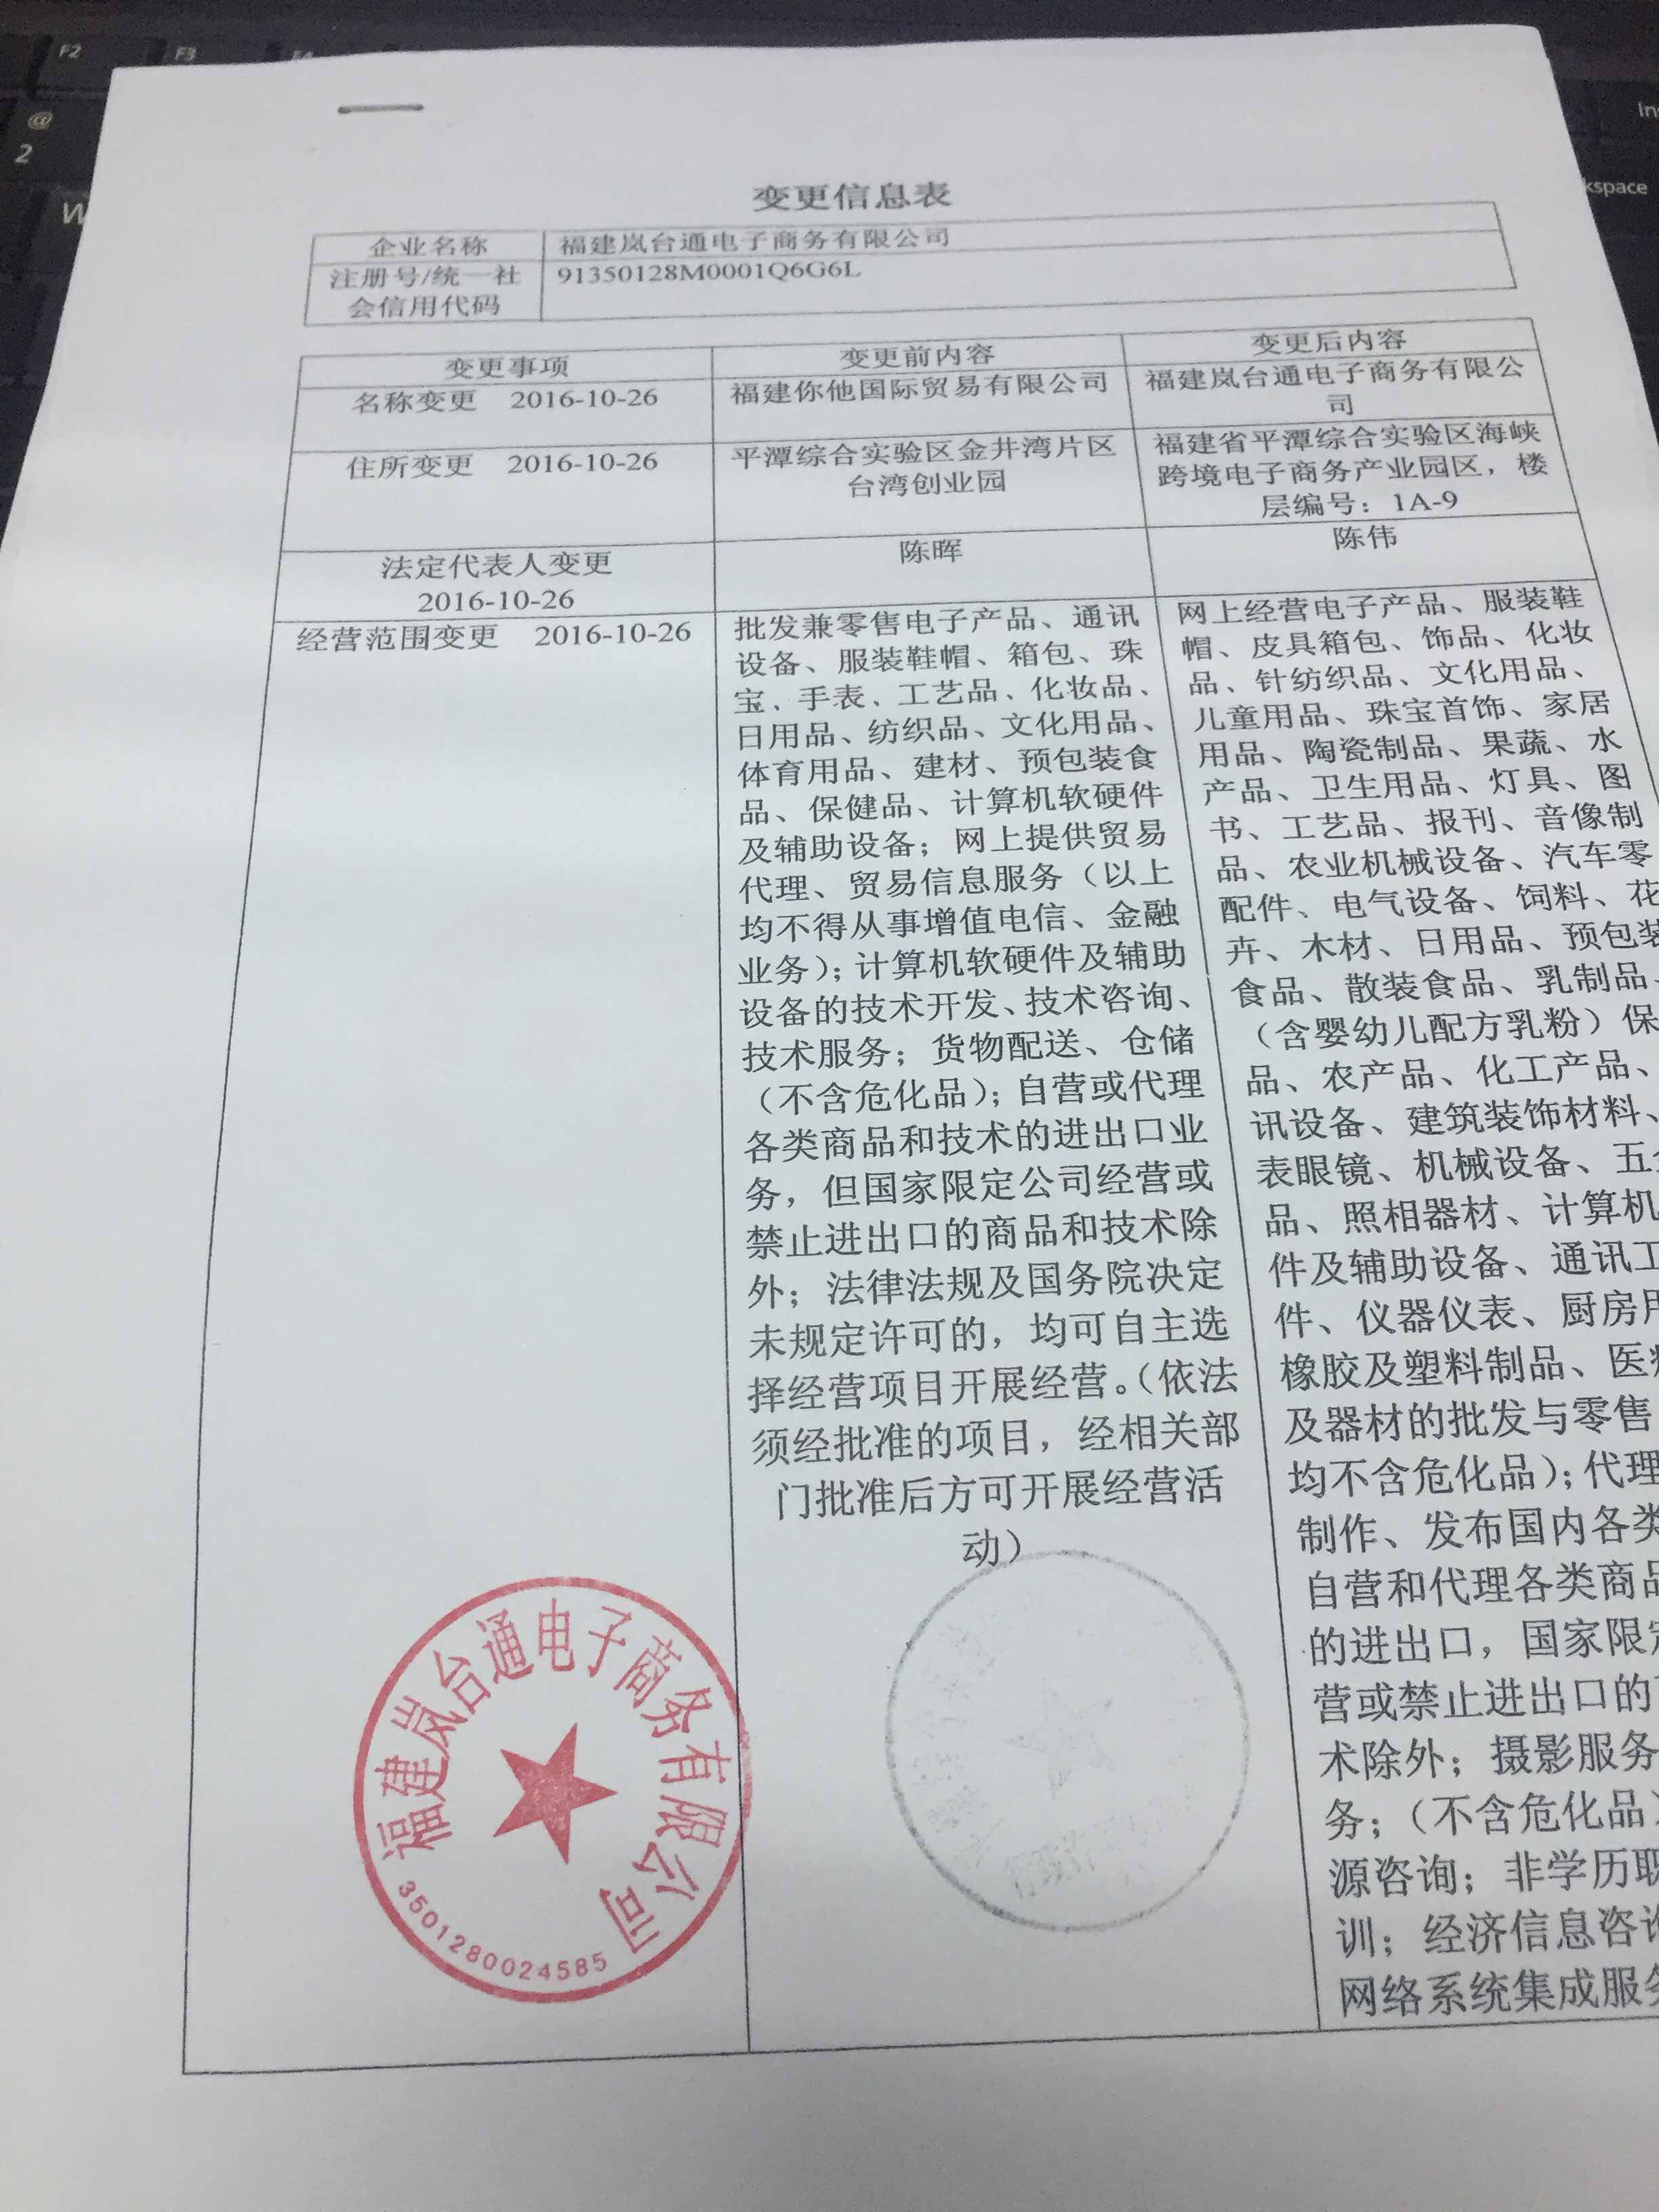 F2
F3
@
2
W
Ins
kspace
变更信息表
企业名称
福建岚台通电子商务有限公司
注册号/统一社
会信用代码
91350128M0001Q6G6L
变更事项
变更前内容
变更后内容
名称变更 2016-10-26
福建你他国际贸易有限公司
福建岚台通电子商务有限公
司
住所变更 2016-10-26
平潭综合实验区金井湾片区
台湾创业园
福建省平潭综合实验区海峡
跨境电子商务产业园区，楼
层编号：1A-9
法定代表人变更
2016-10-26
陈晖
陈伟
经营范围变更 2016-10-26
批发兼零售电子产品、通讯
设备、服装鞋帽、箱包、珠
宝、手表、工艺品、化妆品、
日用品、纺织品、文化用品、
体育用品、建材、预包装食
品、保健品、计算机软硬件
及辅助设备；网上提供贸易
代理、贸易信息服务（以上
均不得从事增值电信、金融
业务）；计算机软硬件及辅助
设备的技术开发、技术咨询、
技术服务；货物配送、仓储
（不含危化品）；自营或代理
各类商品和技术的进出口业
务，但国家限定公司经营或
禁止进出口的商品和技术除
外；法律法规及国务院决定
未规定许可的，均可自主选
择经营项目开展经营。（依法
须经批准的项目，经相关部
门批准后方可开展经营活
动）
网上经营电子产品、服装鞋
帽、皮具箱包、饰品、化妆
品、针纺织品、文化用品、
儿童用品、珠宝首饰、家居
用品、陶瓷制品、果蔬、水
产品、卫生用品、灯具、图
书、工艺品、报刊、音像制
品、农业机械设备、汽车零
配件、电气设备、饲料、花
卉、木材、日用品、预包装
食品、散装食品、乳制品、
（含婴幼儿配方乳粉）保
品、农产品、化工产品、
讯设备、建筑装饰材料、
表眼镜、机械设备、五金
品、照相器材、计算机
件及辅助设备、通讯工
件、仪器仪表、厨房用
橡胶及塑料制品、医疗
及器材的批发与零售
均不含危化品）；代理
制作、发布国内各类
自营和代理各类商品
的进出口，国家限定
营或禁止进出口的
术除外；摄影服务
务；（不含危化品）
源咨询；非学历职
训；经济信息咨询
网络系统集成服务
福建岚台通电子商务有限公司
3501280024585